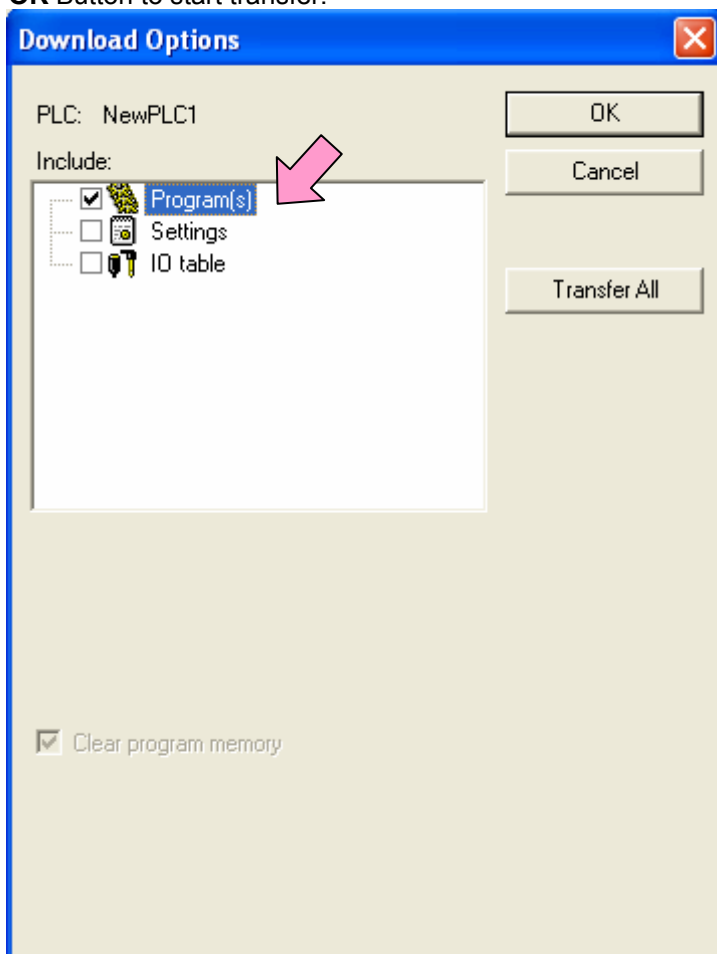 OK Button to start transfer.
Download Options
PLC: NewPLC1
OK
Include:
Cancel
Program(s)
Settings
IO table
Transfer All
Clear program memory